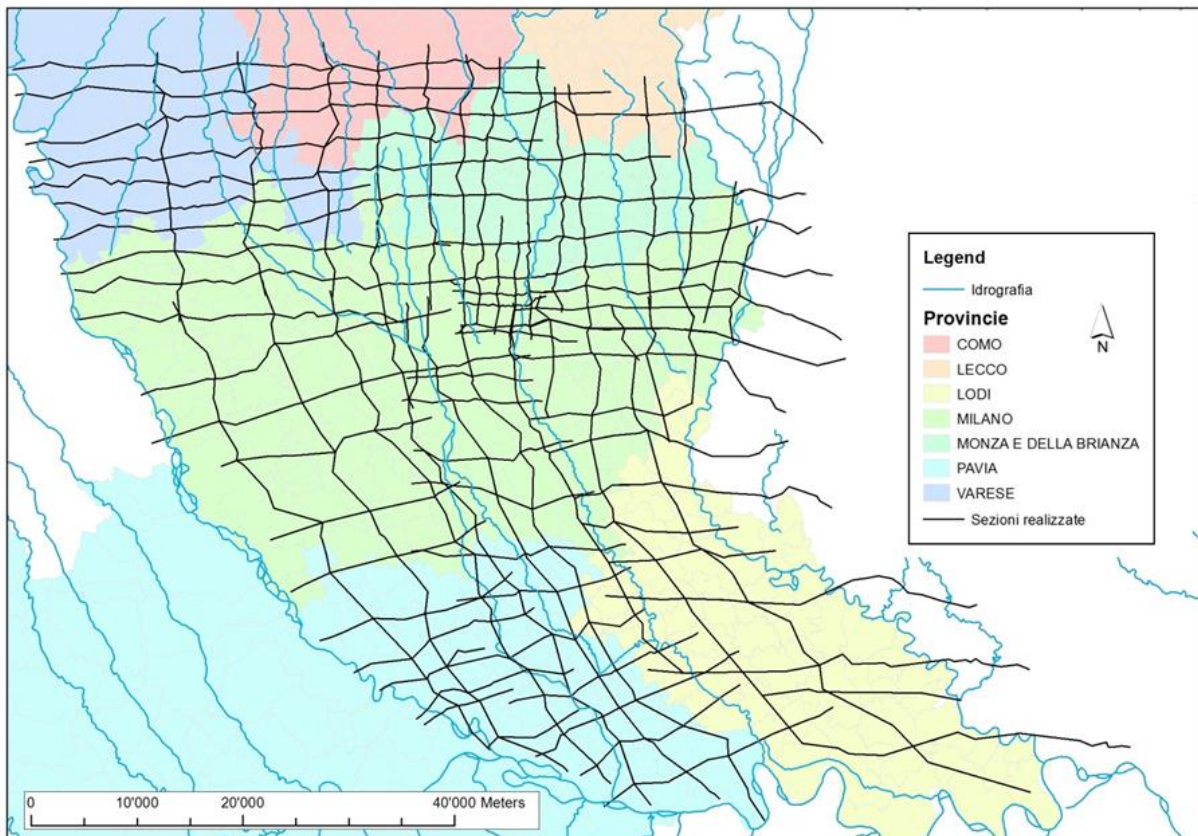 Legend
Idrografia
Provincie
COMO
LECCO
LODI
MILANO
MONZA E DELLA BRIANZA
PAVIA
VARESE
Sezioni realizzate
N
0 10'000 20'000 40'000 Meters